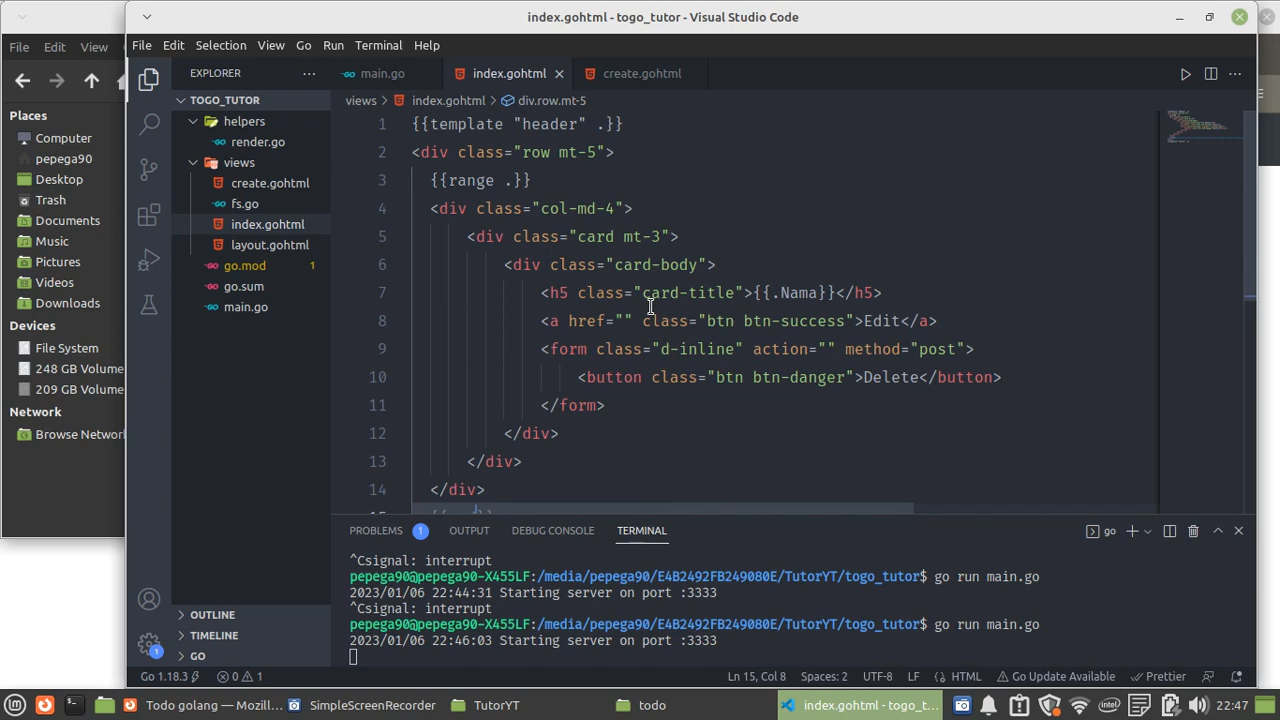 index.gohtml - togo_tutor - Visual Studio Code
File Edit View
File Edit Selection View Go Run Terminal Help
Places
Computer
pepega90
Desktop
Trash
Documents
Music
Pictures
Videos
Downloads
Devices
File System
248 GB Volume
209 GB Volume
Network
Browse Network
EXPLORER
TOGO_TUTOR
helpers
render.go
views
create.gohtml
fs.go
index.gohtml
layout.gohtml
go.mod 1
go.sum
main.go
OUTLINE
TIMELINE
GO
main.go index.gohtml create.gohtml
views > index.gohtml > div.row.mt-5
1 {{template "header" .}}
2 <div class="row mt-5">
3 {{range .}}
4 <div class="col-md-4">
5 <div class="card mt-3">
6 <div class="card-body">
7 <h5 class="card-title">{{.Nama}}</h5>
8 <a href="" class="btn btn-success">Edit</a>
9 <form class="d-inline" action="" method="post">
10 <button class="btn btn-danger">Delete</button>
11 </form>
12 </div>
13 </div>
14 </div>
PROBLEMS 1 OUTPUT DEBUG CONSOLE TERMINAL
go
^Csignal: interrupt
pepega90@pepega90-X455LF:/media/pepega90/E4B2492FB249080E/TutorYT/togo_tutor$ go run main.go
2023/01/06 22:44:31 Starting server on port :3333
^Csignal: interrupt
pepega90@pepega90-X455LF:/media/pepega90/E4B2492FB249080E/TutorYT/togo_tutor$ go run main.go
2023/01/06 22:46:03 Starting server on port :3333
1
Go 1.18.3 0 1 Ln 15, Col 8 Spaces: 2 UTF-8 LF HTML Go Update Available Prettier
Todo golang — Mozill... SimpleScreenRecorder TutorYT todo index.gohtml - togo_t... intel 22:47